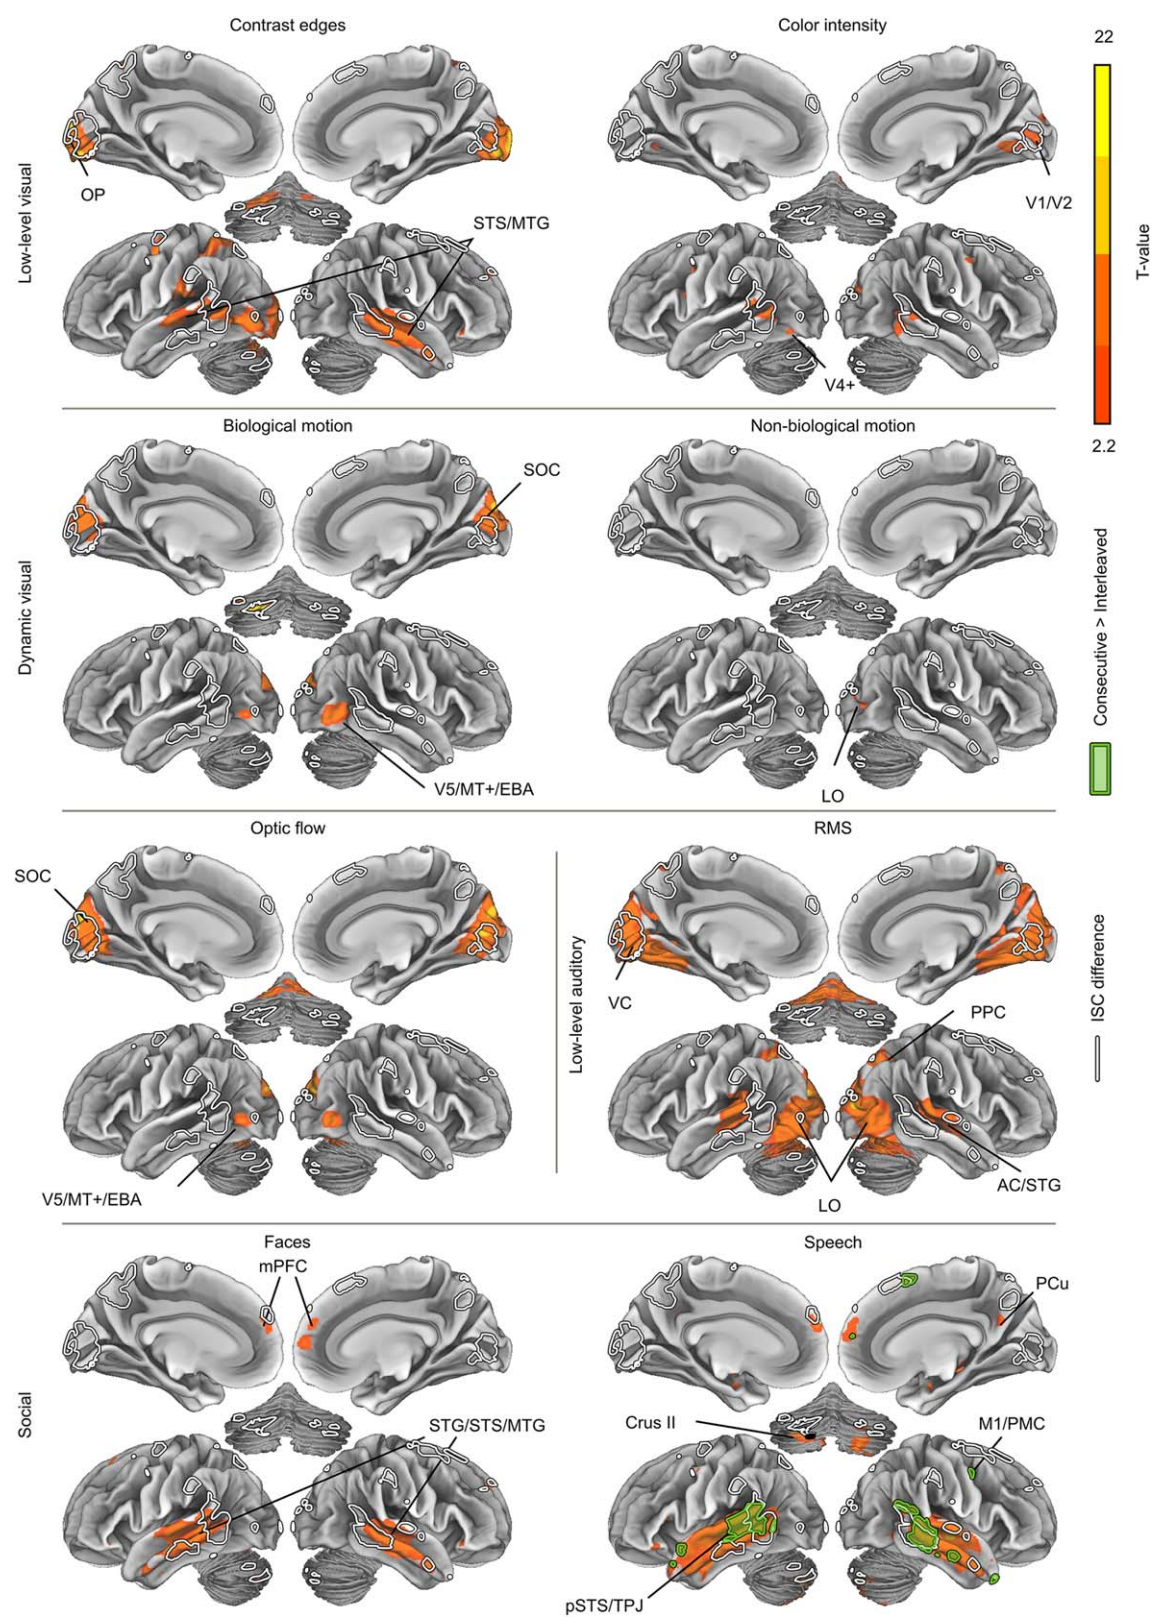 Contrast edges
Color intensity
22
Low-level visual
OP
STS/MTG
V1/V2
V4+
T-value
2.2
Biological motion
Non-biological motion
Dynamic visual
SOC
V5/MT+/EBA
LO
Consecutive > Interleaved
Optic flow
RMS
SOC
Low-level auditory
VC
PPC
V5/MT+/EBA
LO
AC/STG
ISC difference
Faces
Speech
mPFC
PCu
Social
STG/STS/MTG
Crus II
M1/PMC
pSTS/TPJ